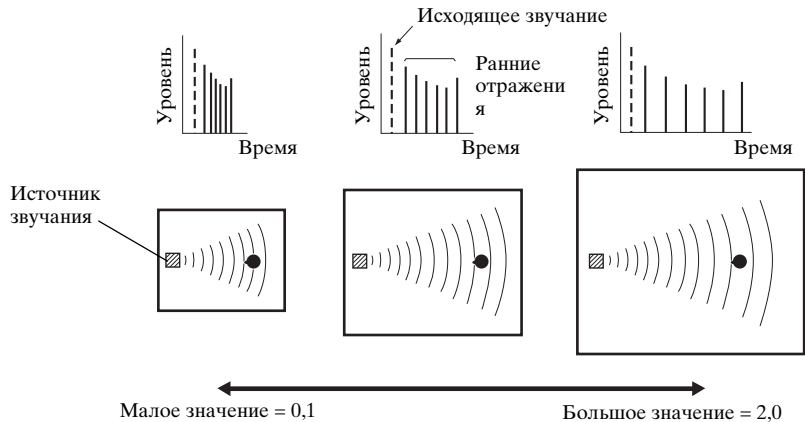 Исходящее звучание
Уровень
Время
Уровень
Ранние
отражени
я
Время
Уровень
Время
Источник
звучания
Малое значение = 0,1
Большое значение = 2,0